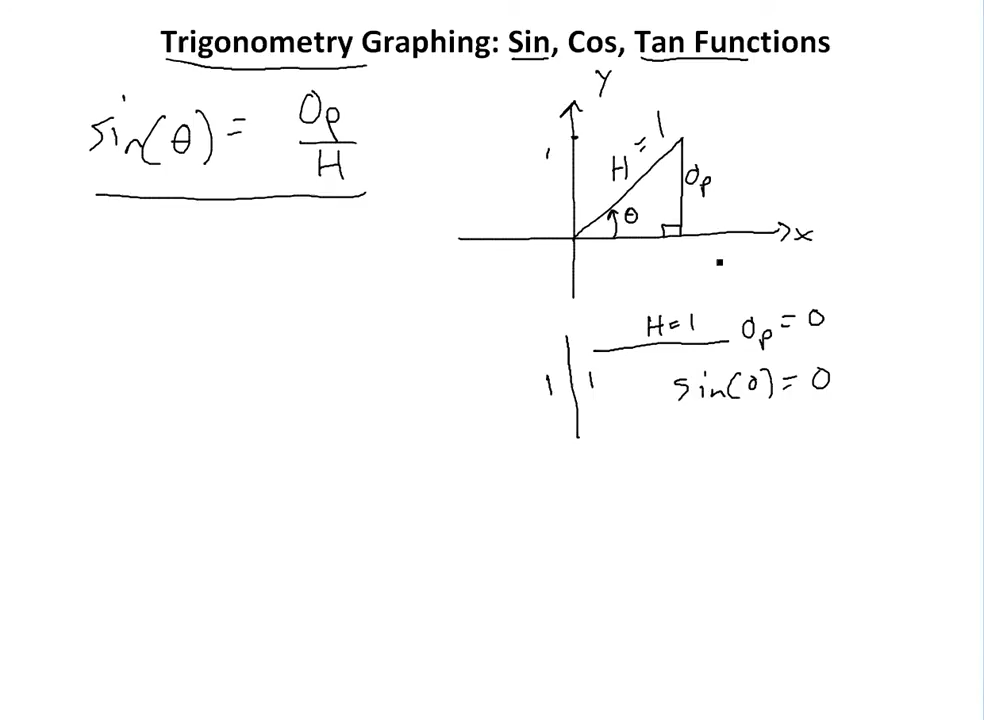 Trigonometry Graphing: Sin, Cos, Tan Functions
sin(θ) = Op/H
Y
1
H = 1
Op
θ
x
H = 1 Op = 0
1 1 sin(0) = 0